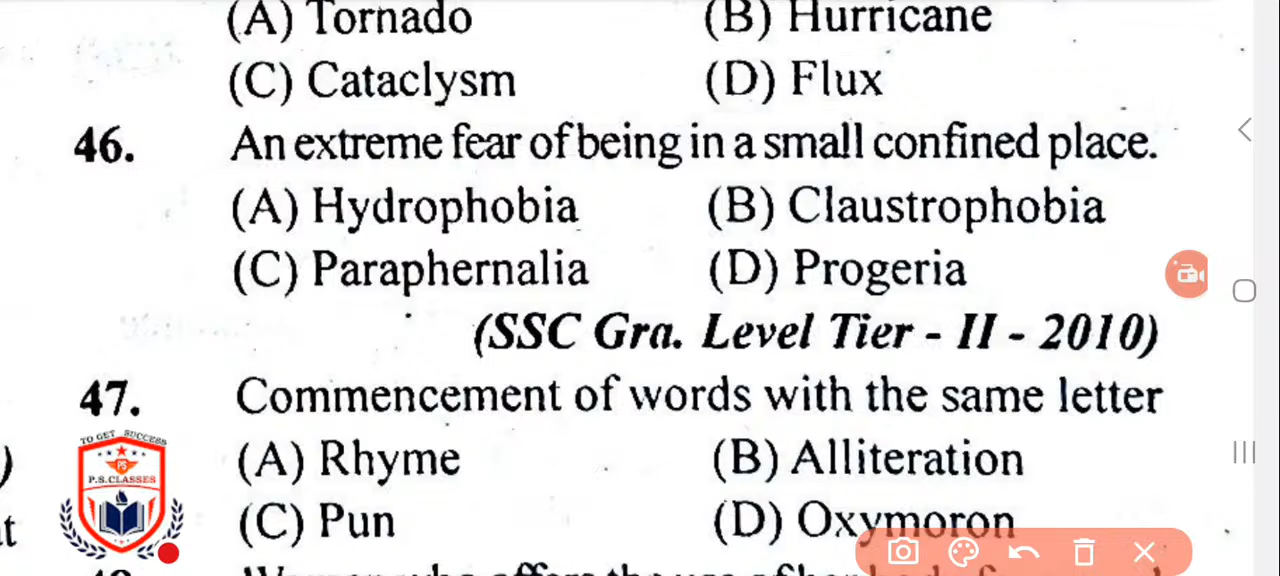 (A) Tornado (B) Hurricane
(C) Cataclysm (D) Flux
46. An extreme fear of being in a small confined place.
(A) Hydrophobia (B) Claustrophobia
(C) Paraphernalia (D) Progeria
(SSC Gra. Level Tier - II - 2010)
47. Commencement of words with the same letter
)
TO GET SUCCESS
PS
P.S.CLASSES
(A) Rhyme (B) Alliteration
t
(C) Pun (D) Oxymoron